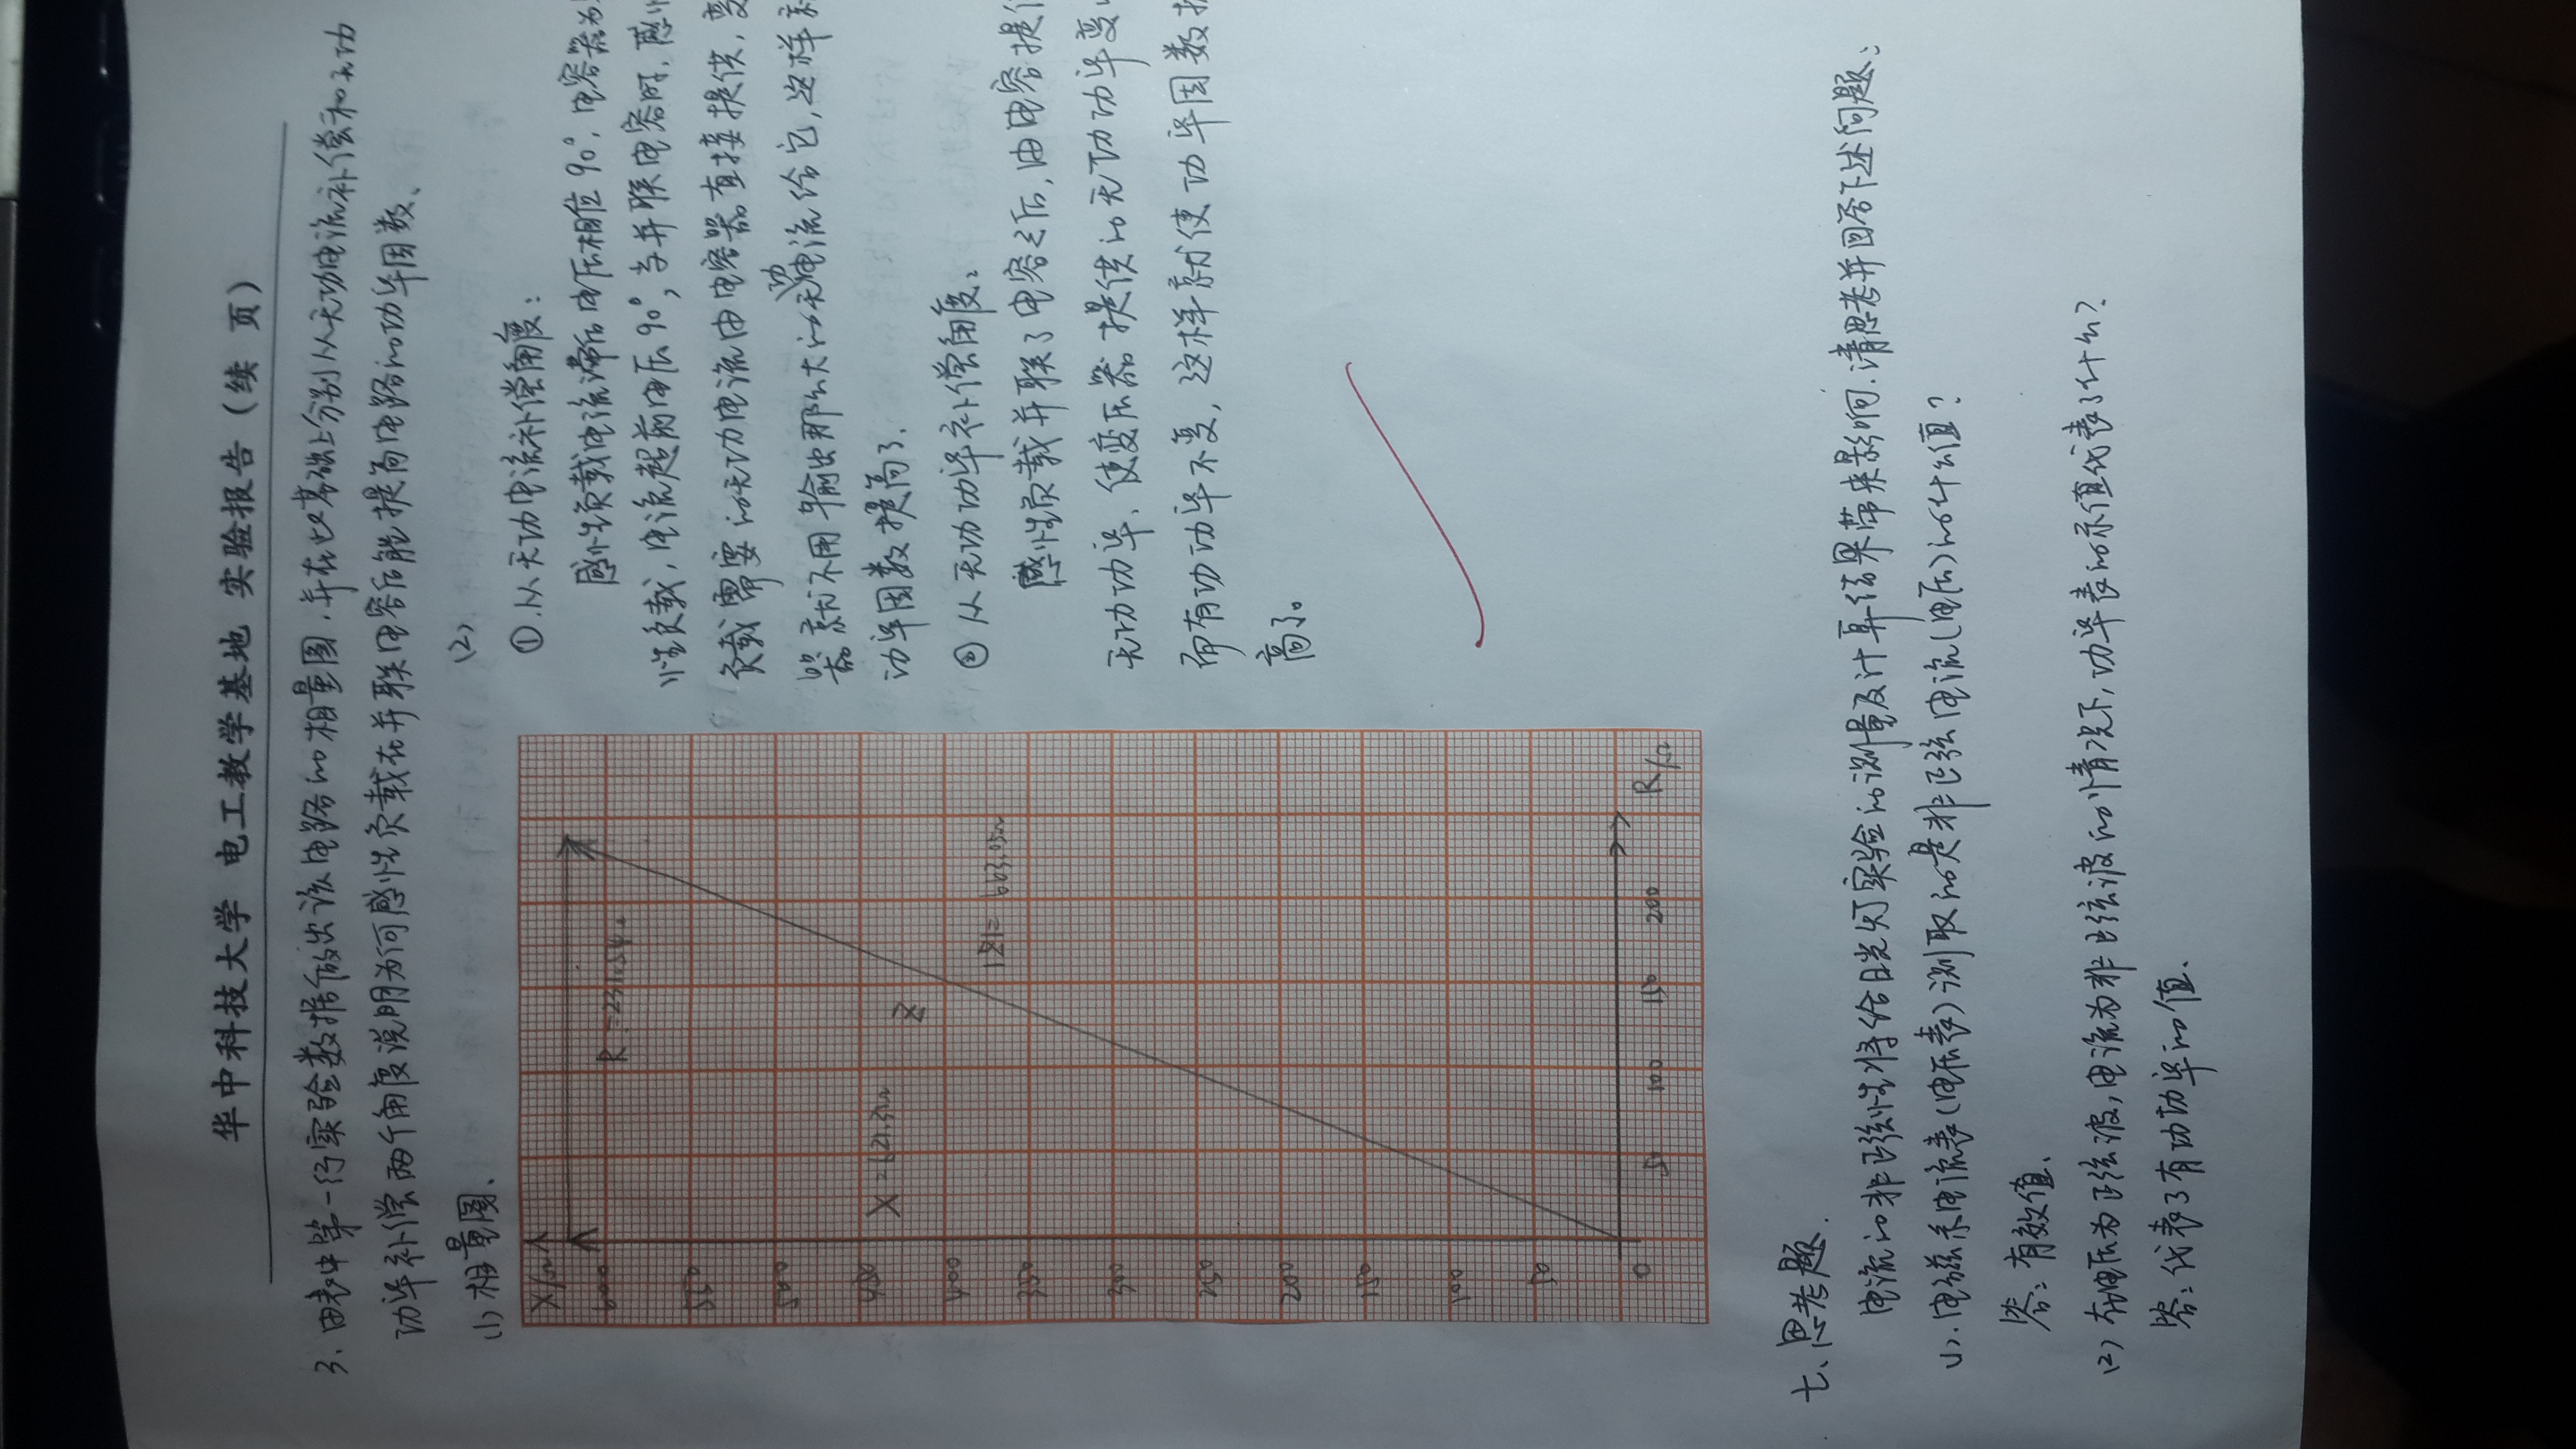 华中科技大学 电工教学基地 实验报告(续 页)
3、由表中第一行实验数据做出该电路的相量图,并在此基础上分别从无功电流补偿和无功
功率补偿两个角度说明为何感性负载在并联电容后能提高电路的功率因数、
(1)相量图、
X/Ω
600
R=231.54Ω
550
500
450
X=621.31Ω
Z
400
|Z|=663.05Ω
350
300
250
200
150
100
50
0
50 100 150 200 R/Ω
(2)
①.从无功电流补偿角度:
感性负载电流滞后电压相位90°,电容器为
性负载,电流超前电压90°,当并联电容时,感
负载需要的无功电流由电容器直接提供,变
器就不用输出那么大的无功电流给它,这样
功率因数提高了.
② 从无功功率补偿角度:
感性负载并联了电容之后,由电容提
无功功率、使变压器提供的无功功率变
而有功功率不变,这样就使功率因数
高了。
七、思考题.
电流的非正弦性将给日光灯实验的测量及计算结果带来影响.请思考并回答下述问题:
(1).电磁系电流表(电压表)测取的是非正弦电流(电压)的什么值?
答:有效值、
(2)在电压为正弦波,电流为非正弦波的情况下,功率表的示值代表了什么?
答:代表了有功功率的值、